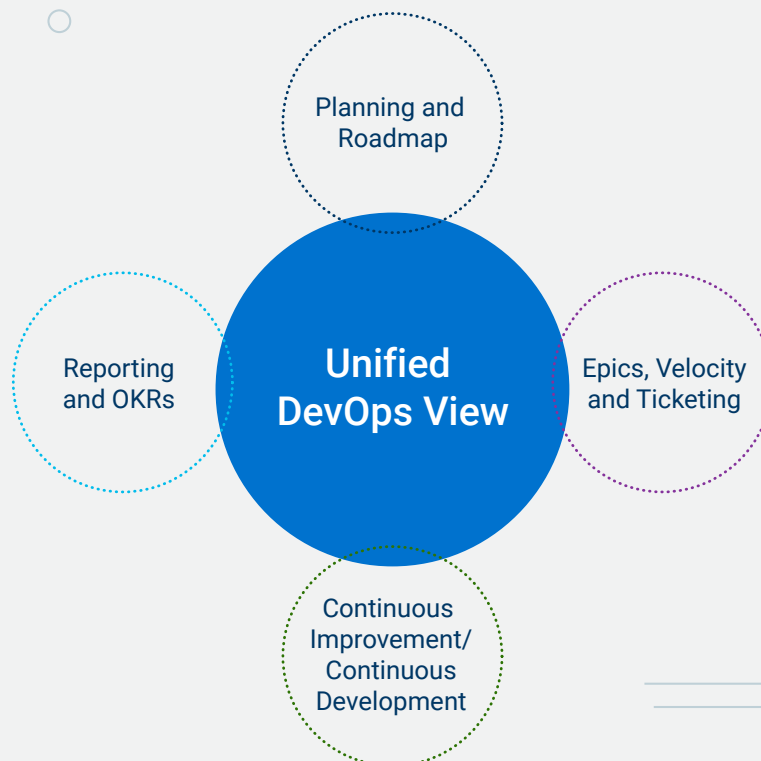 Planning and
Roadmap
Reporting
and OKRs
Unified
DevOps View
Epics, Velocity
and Ticketing
Continuous
Improvement/
Continuous
Development